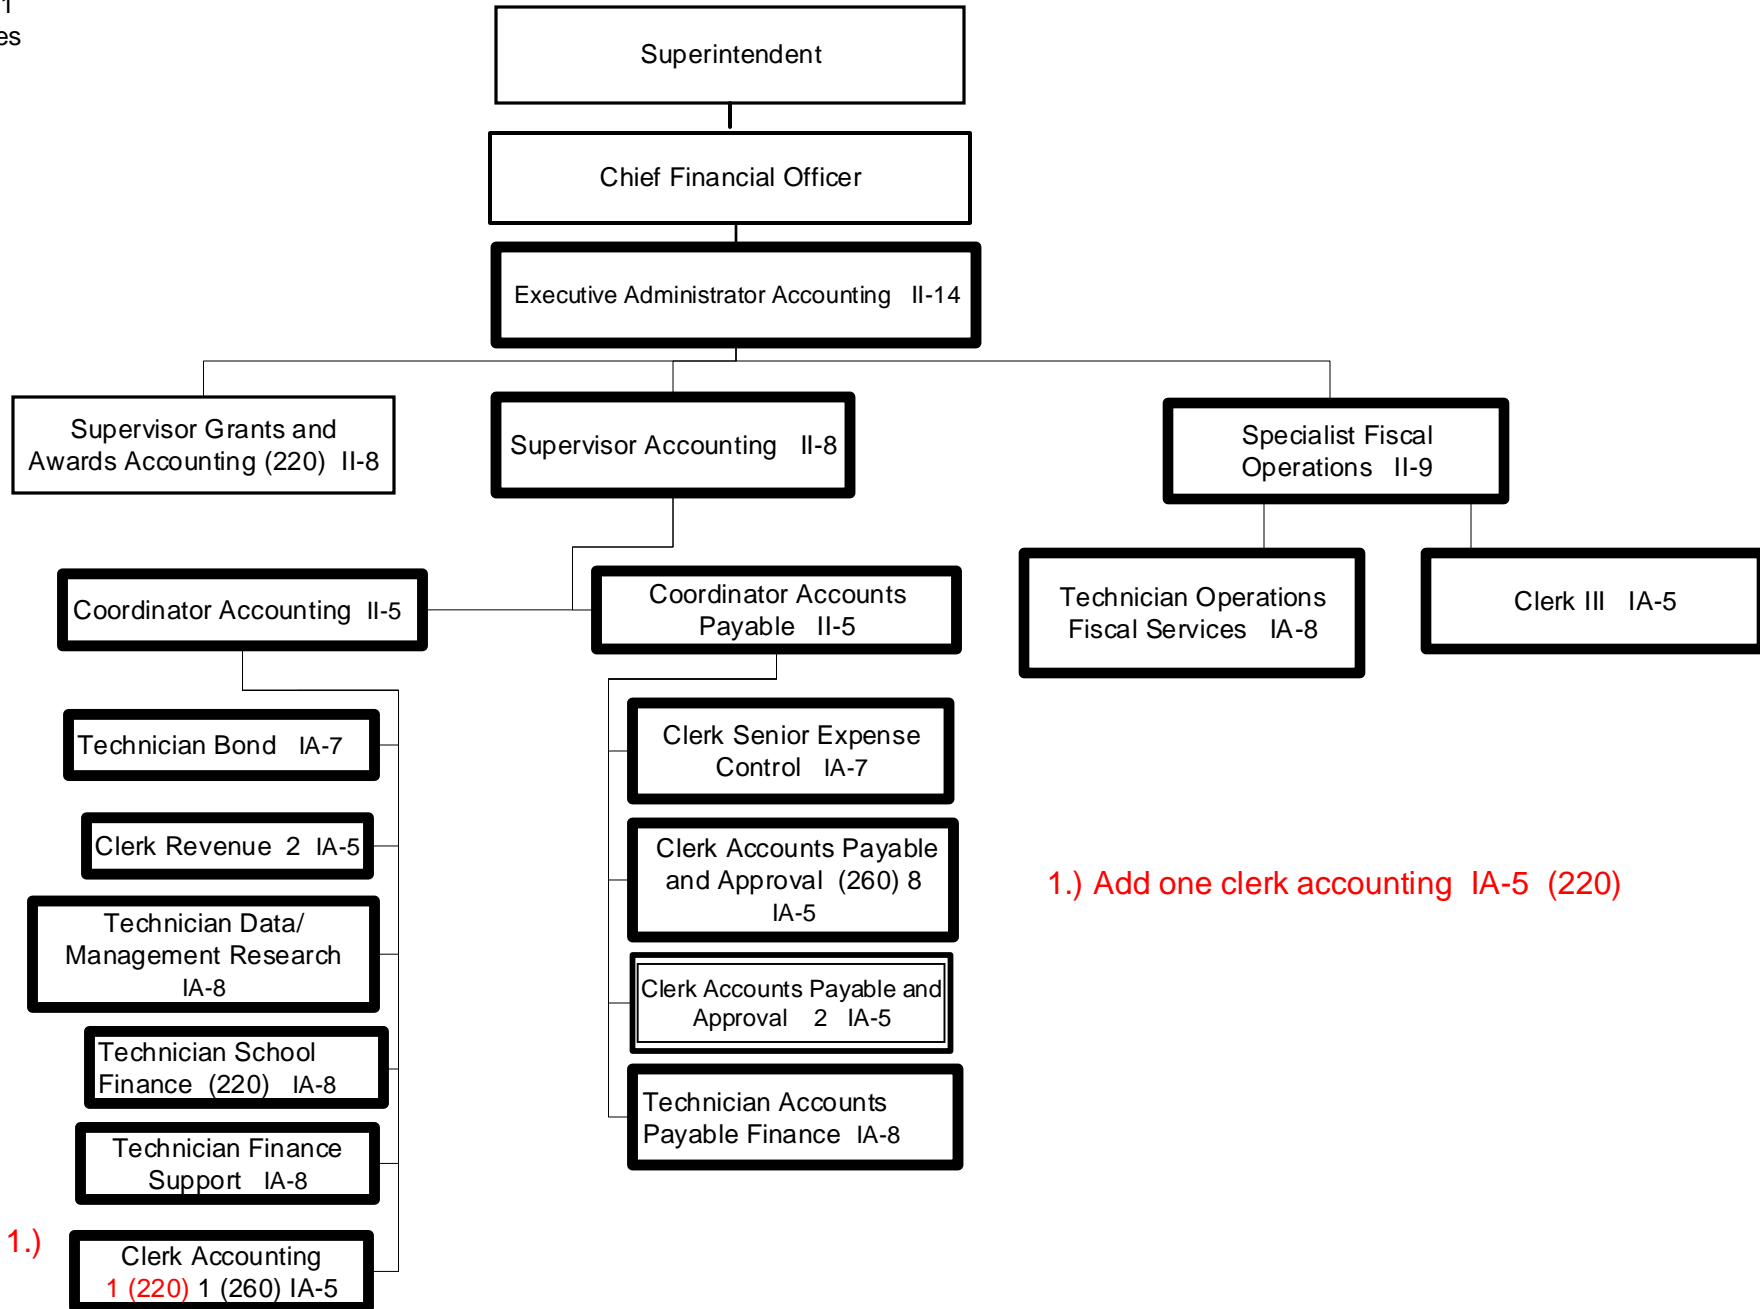 1
es
Superintendent
Chief Financial Officer
Executive Administrator Accounting II-14
Supervisor Grants and
Awards Accounting (220) II-8
Supervisor Accounting II-8
Specialist Fiscal
Operations II-9
Coordinator Accounting II-5
Coordinator Accounts
Payable II-5
Technician Operations
Fiscal Services IA-8
Clerk III IA-5
Technician Bond IA-7
Clerk Revenue 2 IA-5
Technician Data/
Management Research
IA-8
Technician School
Finance (220) IA-8
Technician Finance
Support IA-8
1.)
Clerk Accounting
1 (220) 1 (260) IA-5
Clerk Senior Expense
Control IA-7
Clerk Accounts Payable
and Approval (260) 8
IA-5
Clerk Accounts Payable and
Approval 2 IA-5
Technician Accounts
Payable Finance IA-8
1.) Add one clerk accounting IA-5 (220)